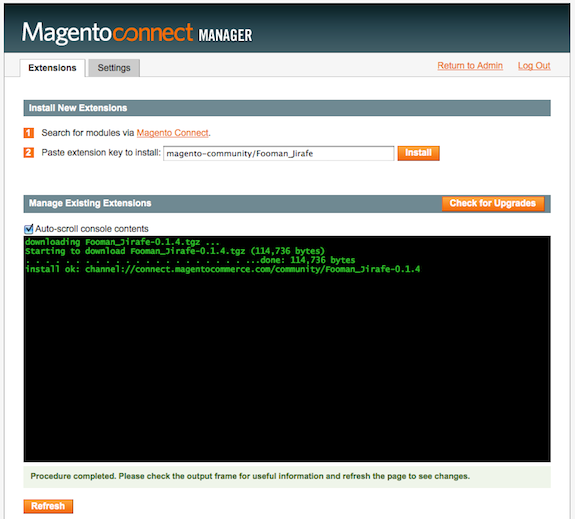 Magentoconnect MANAGER
Extensions Settings Return to Admin Log Out
Install New Extensions
1 Search for modules via Magento Connect.
2 Paste extension key to install: magento-community/Fooman_Jirafe Install
Manage Existing Extensions Check for Upgrades
Auto-scroll console contents
downloading Fooman_Jirafe-0.1.4.tgz ...
Starting to download Fooman_Jirafe-0.1.4.tgz (114,736 bytes)
. . . . . . . . . . . . . . . . . . . . . . ...done: 114,736 bytes
install ok: channel://connect.magentocommerce.com/community/Fooman_Jirafe-0.1.4
Procedure completed. Please check the output frame for useful information and refresh the page to see changes.
Refresh